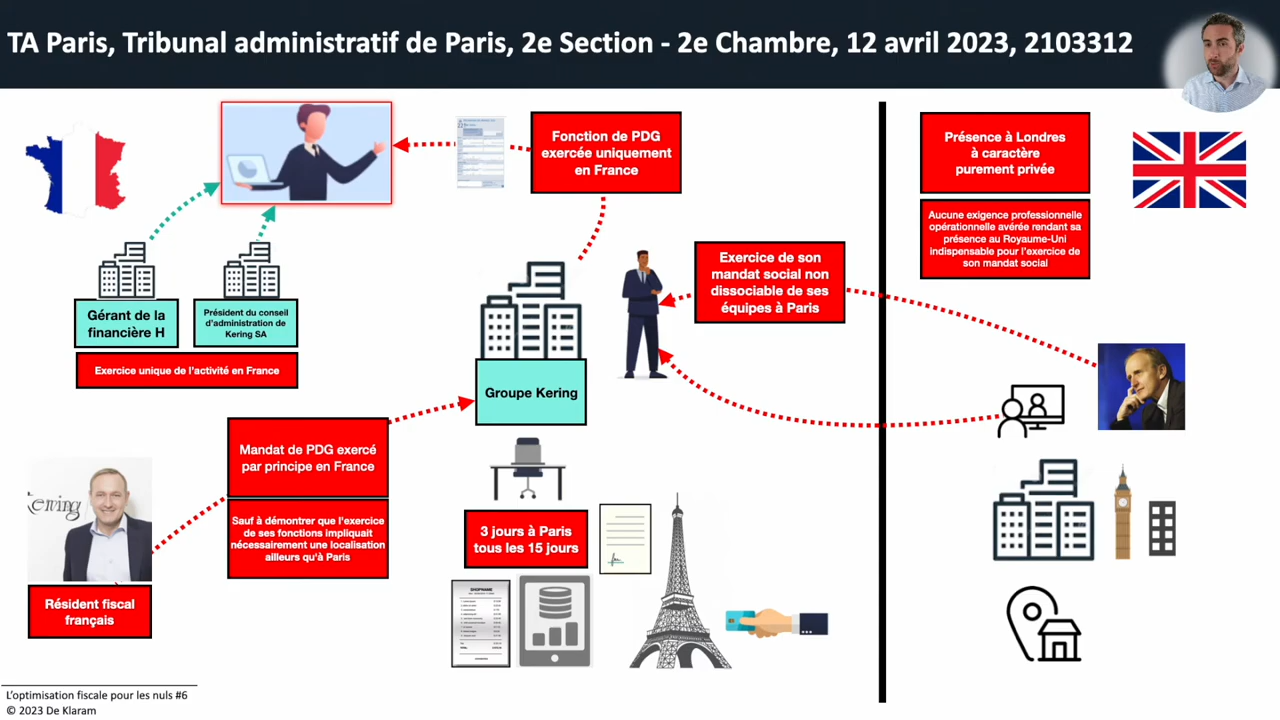 TA Paris, Tribunal administratif de Paris, 2e Section - 2e Chambre, 12 avril 2023, 2103312
Fonction de PDG
exercée uniquement
en France
Présence à Londres
à caractère
purement privée
Aucune exigence professionnelle
opérationnelle avérée rendant sa
présence au Royaume-Uni
indispensable pour l'exercice de
son mandat social
Exercice de son
mandat social non
dissociable de ses
équipes à Paris
Gérant de la
financière H
Président du conseil
d'administration de
Kering SA
Exercice unique de l'activité en France
Groupe Kering
Mandat de PDG exercé
par principe en France
Sauf à démontrer que l'exercice
de ses fonctions impliquait
nécessairement une localisation
ailleurs qu'à Paris
Kering
3 jours à Paris
tous les 15 jours
SHOPNAME
Résident fiscal
français
L'optimisation fiscale pour les nuls #6
© 2023 De Klaram